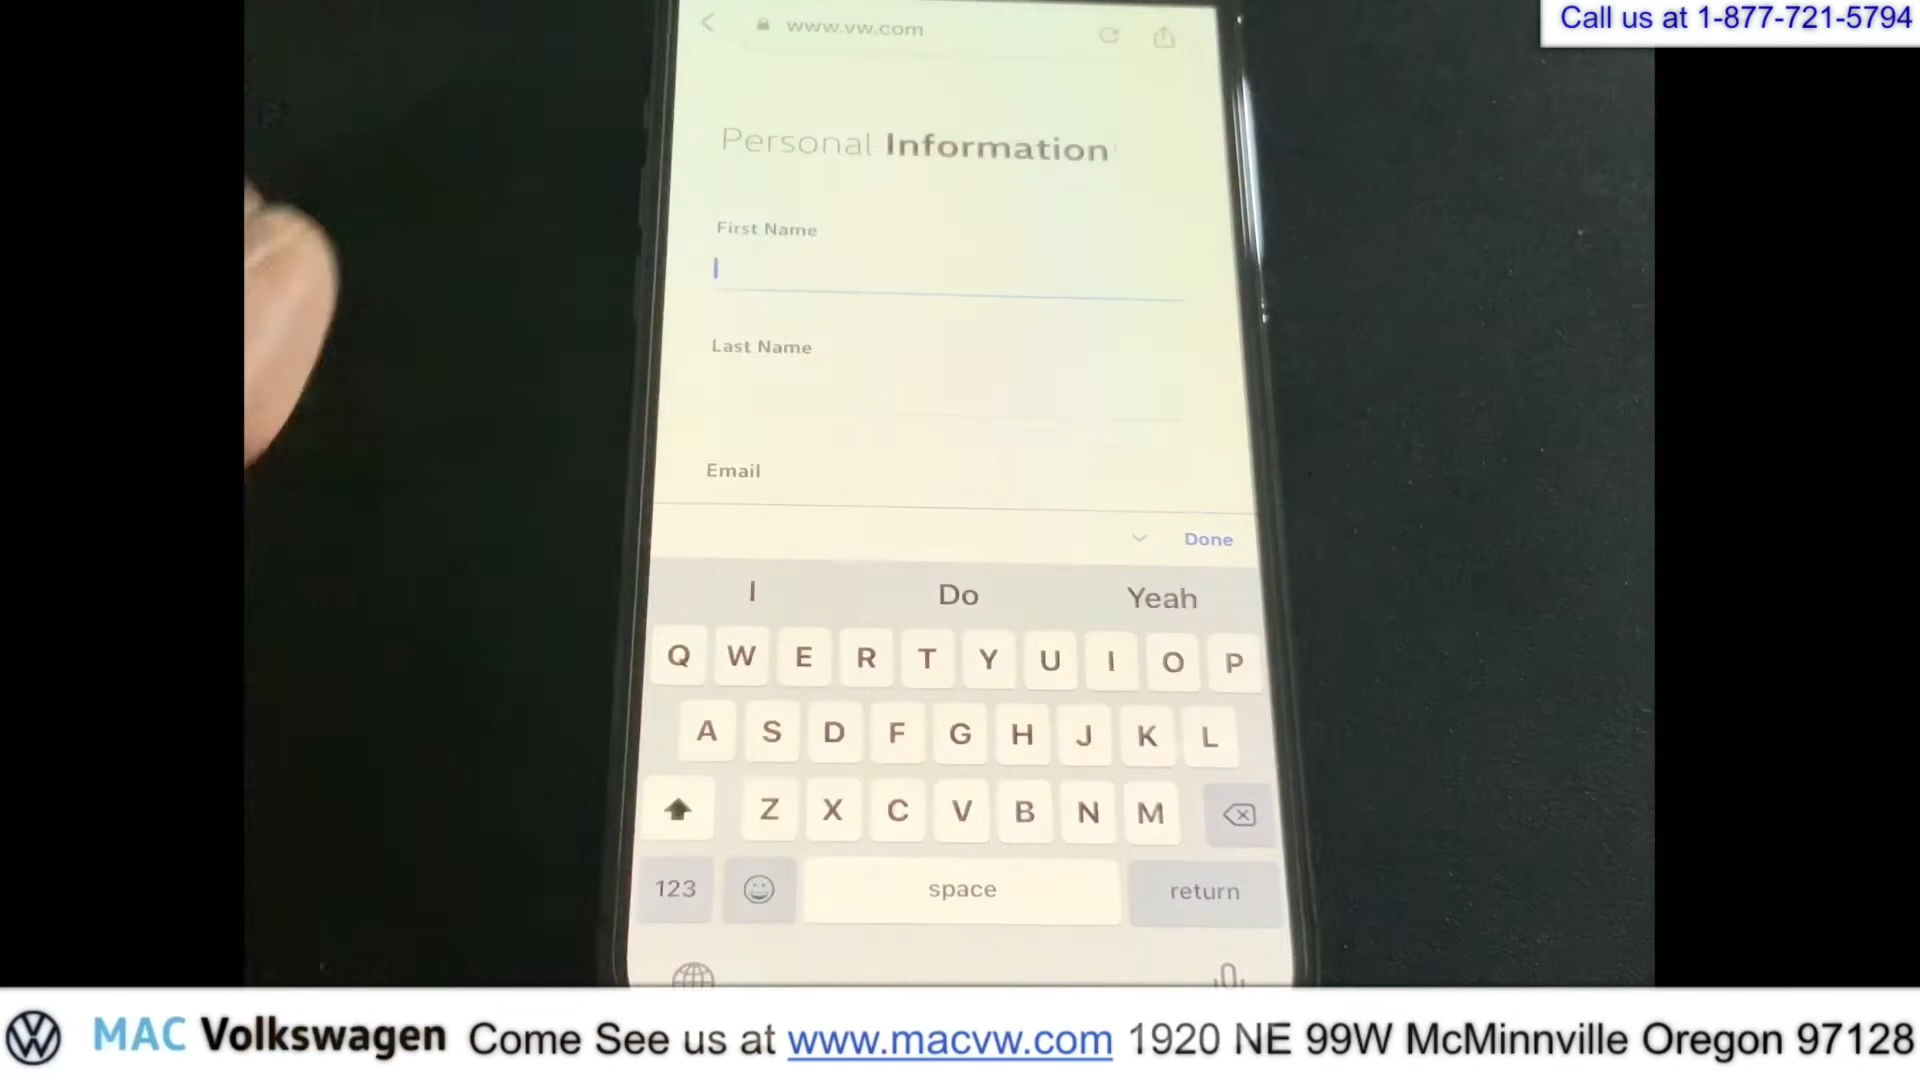 Call us at 1-877-721-5794
www.vw.com
Personal Information
First Name
Last Name
Email
Done
I Do Yeah
Q W E R T Y U I O P
A S D F G H J K L
Z X C V B N M
123 space return
MAC Volkswagen Come See us at www.macvw.com 1920 NE 99W McMinnville Oregon 97128